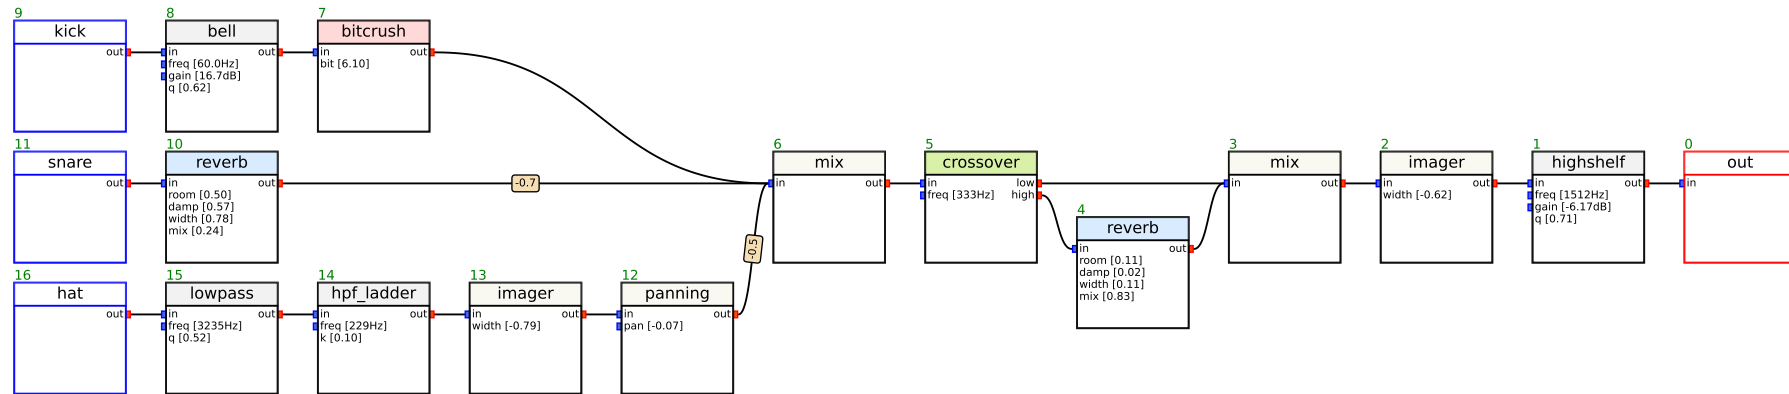 9
kick
out
8
bell
in out
freq [60.0Hz]
gain [16.7dB]
q [0.62]
7
bitcrush
in out
bit [6.10]
11
snare
out
10
reverb
in out
room [0.50]
damp [0.57]
width [0.78]
mix [0.24]
-0.7
6
mix
in out
5
crossover
in low
freq [333Hz] high
4
reverb
in out
room [0.11]
damp [0.02]
width [0.11]
mix [0.83]
3
mix
in out
2
imager
in out
width [-0.62]
1
highshelf
in out
freq [1512Hz]
gain [-6.17dB]
q [0.71]
0
out
in
16
hat
out
15
lowpass
in out
freq [3235Hz]
q [0.52]
14
hpf_ladder
in out
freq [229Hz]
k [0.10]
13
imager
in out
width [-0.79]
12
panning
in out
pan [-0.07]
-0.5